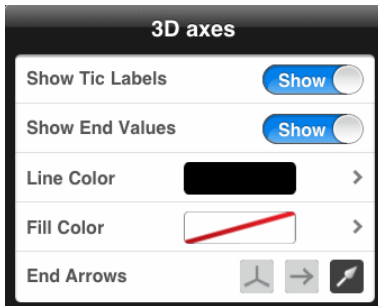 3D axes
Show Tic Labels Show
Show End Values Show
Line Color
Fill Color
End Arrows